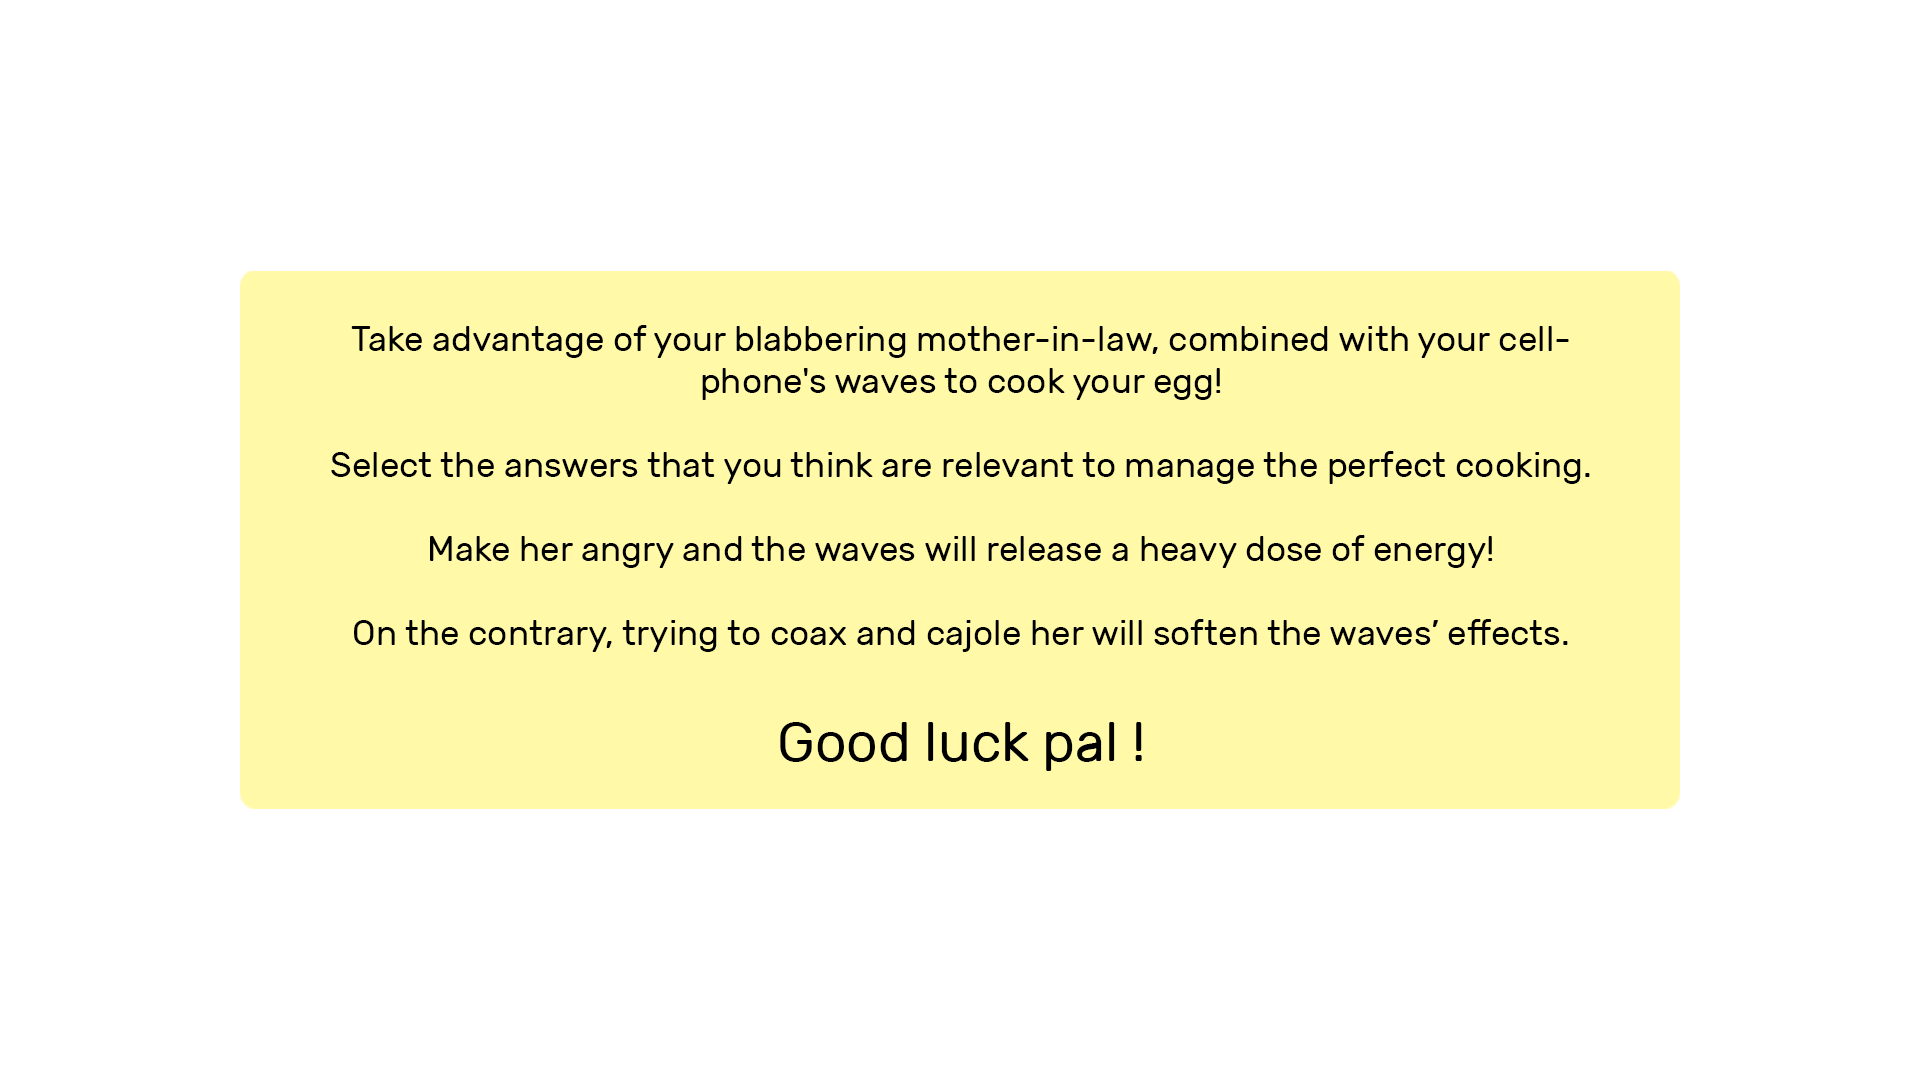 Take advantage of your blabbering mother-in-law, combined with your cell-
phone's waves to cook your egg!
Select the answers that you think are relevant to manage the perfect cooking.
Make her angry and the waves will release a heavy dose of energy!
On the contrary, trying to coax and cajole her will soften the waves’ effects.
Good luck pal !